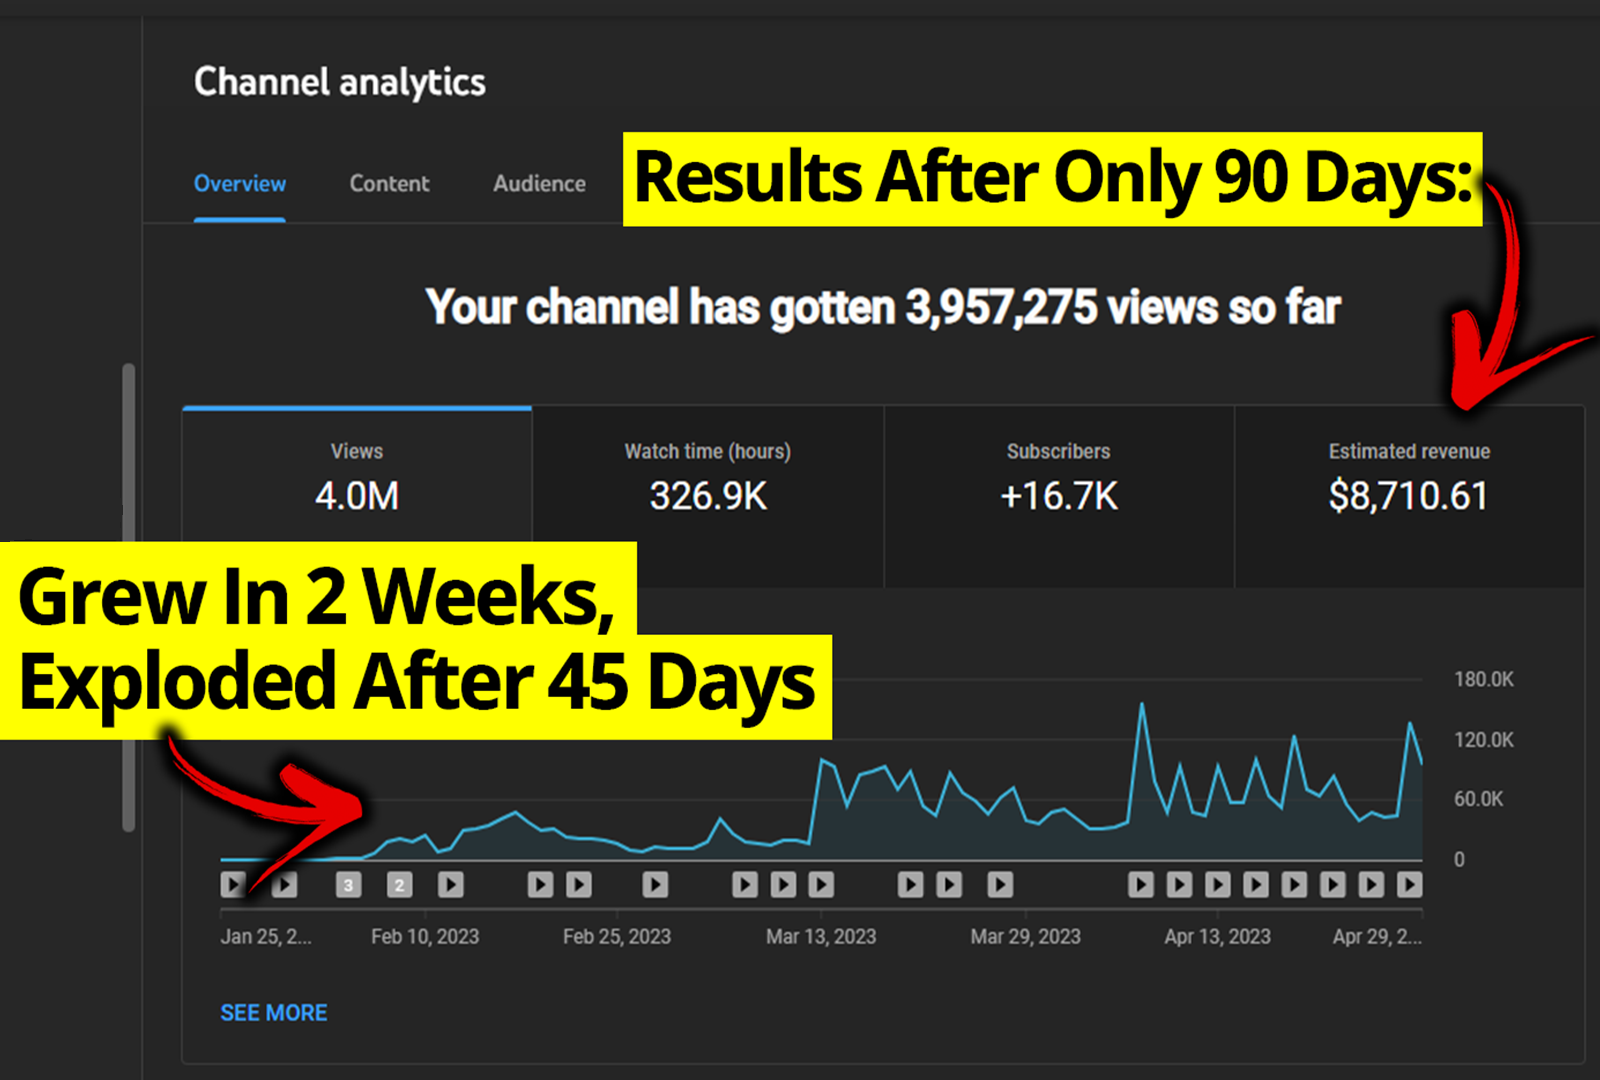 Channel analytics
Overview Content Audience
Results After Only 90 Days:
Your channel has gotten 3,957,275 views so far
Views Watch time (hours) Subscribers Estimated revenue
4.0M 326.9K +16.7K $8,710.61
Grew In 2 Weeks,
Exploded After 45 Days
180.0K
120.0K
60.0K
0
3 2
Jan 25, 2... Feb 10, 2023 Feb 25, 2023 Mar 13, 2023 Mar 29, 2023 Apr 13, 2023 Apr 29, 2...
SEE MORE